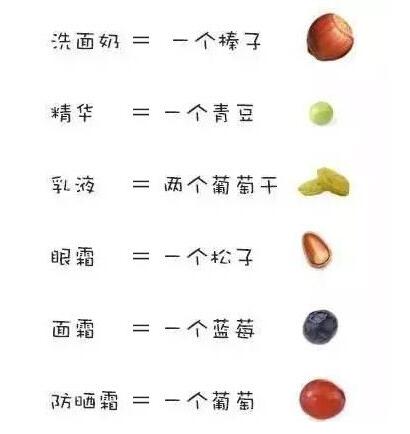 洗面奶 = 一个榛子
精华 = 一个青豆
乳液 = 两个葡萄干
眼霜 = 一个松子
面霜 = 一个蓝莓
防晒霜 = 一个葡萄